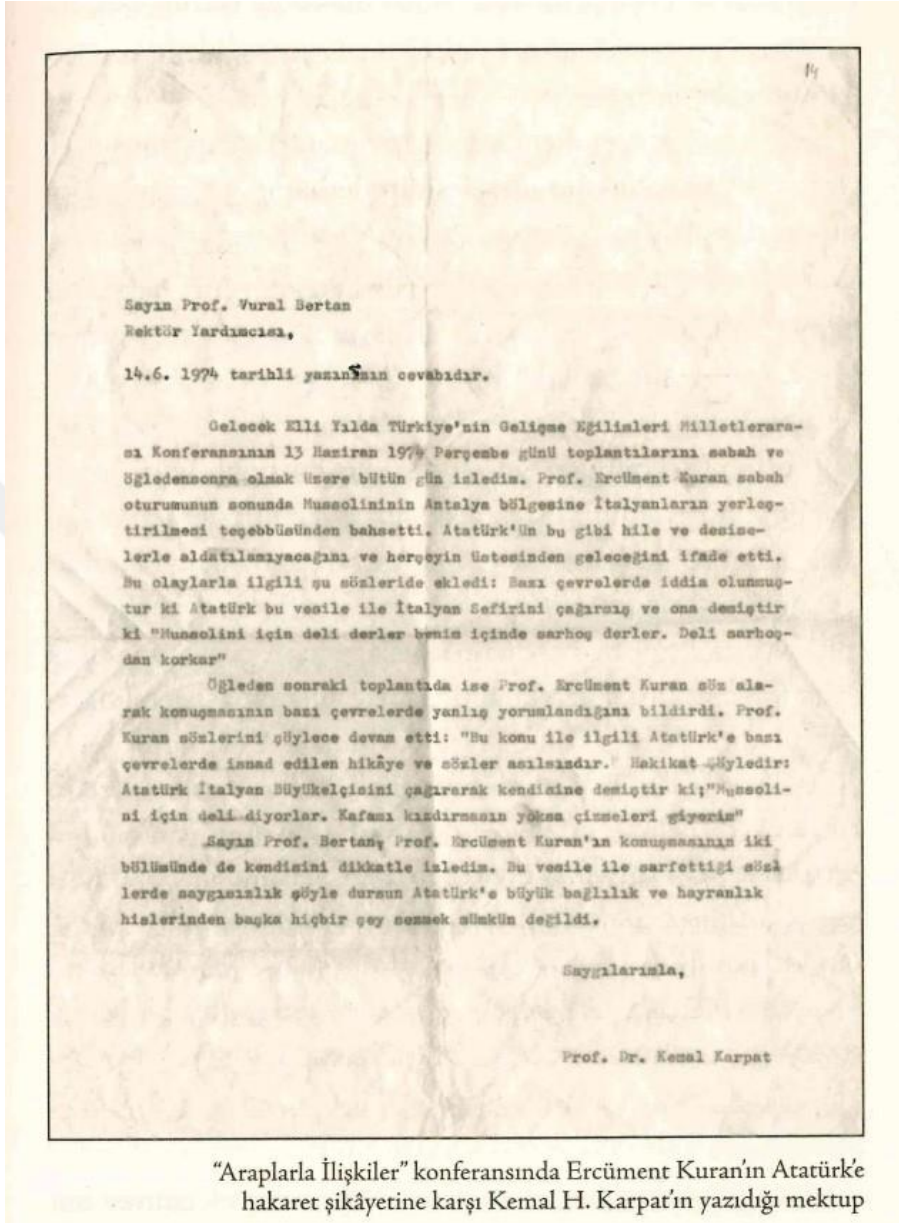 14
Sayın Prof. Vural Bertan
Rektör Yardımcısı,
14.6. 1974 tarihli yazınızın cevabıdır.
Gelecek Elli Yılda Türkiye'nin Gelişme Eğilimleri Milletlerara-
sı Konferansının 13 Haziran 1974 Perşembe günü toplantılarını sabah ve
öğledensonra olmak üzere bütün gün izledim. Prof. Ercüment Kuran sabah
oturumunun sonunda Mussolininin Antalya bölgesine İtalyanların yerleş-
tirilmesi teşebbüsünden bahsetti. Atatürk'ün bu gibi hile ve desise-
lerle aldatılamıyacağını ve herşeyin üstesinden geleceğini ifade etti.
Bu olaylarla ilgili şu sözleride ekledi: Bazı çevrelerde iddia olunmuş-
tur ki Atatürk bu vesile ile İtalyan Sefirini çağırmış ve ona demiştir
ki "Mussolini için deli derler benim içinde sarhoş derler. Deli sarhoş-
dan korkar"
Öğleden sonraki toplantıda ise Prof. Ercüment Kuran söz ala-
rak konuşmasının bazı çevrelerde yanlış yorumlandığını bildirdi. Prof.
Kuran sözlerini şöylece devam etti: "Bu konu ile ilgili Atatürk'e bazı
çevrelerde isnad edilen hikâye ve sözler asılsızdır." Hakikat şöyledir:
Atatürk İtalyan Büyükelçisini çağırarak kendisine demiştir ki;"Mussoli-
ni için deli diyorlar. Kafamı kızdırmasın yoksa çizmeleri giyerim"
Sayın Prof. Bertan, Prof. Ercüment Kuran'ın konuşmasının iki
bölümünde de kendisini dikkatle izledim. Bu vesile ile sarfettiği sözl
lerde saygısızlık şöyle dursun Atatürk'e büyük bağlılık ve hayranlık
hislerinden başka hiçbir şey sezmek mümkün değildi.
Saygılarımla,
Prof. Dr. Kemal Karpat
"Araplarla İlişkiler" konferansında Ercüment Kuran'ın Atatürk'e
hakaret şikâyetine karşı Kemal H. Karpat'ın yazıdığı mektup